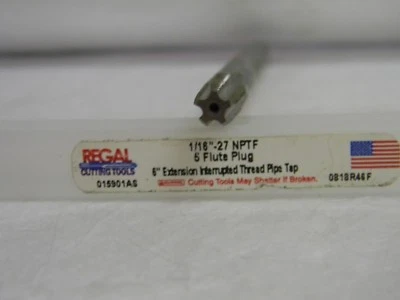 REGAL
CUTTING TOOLS
015901AS
1/16"-27 NPTF
5 Flute Plug
6" Extension Interrupted Thread Pipe Tap
Cutting Tools May Shatter If Broken.
081BR46F